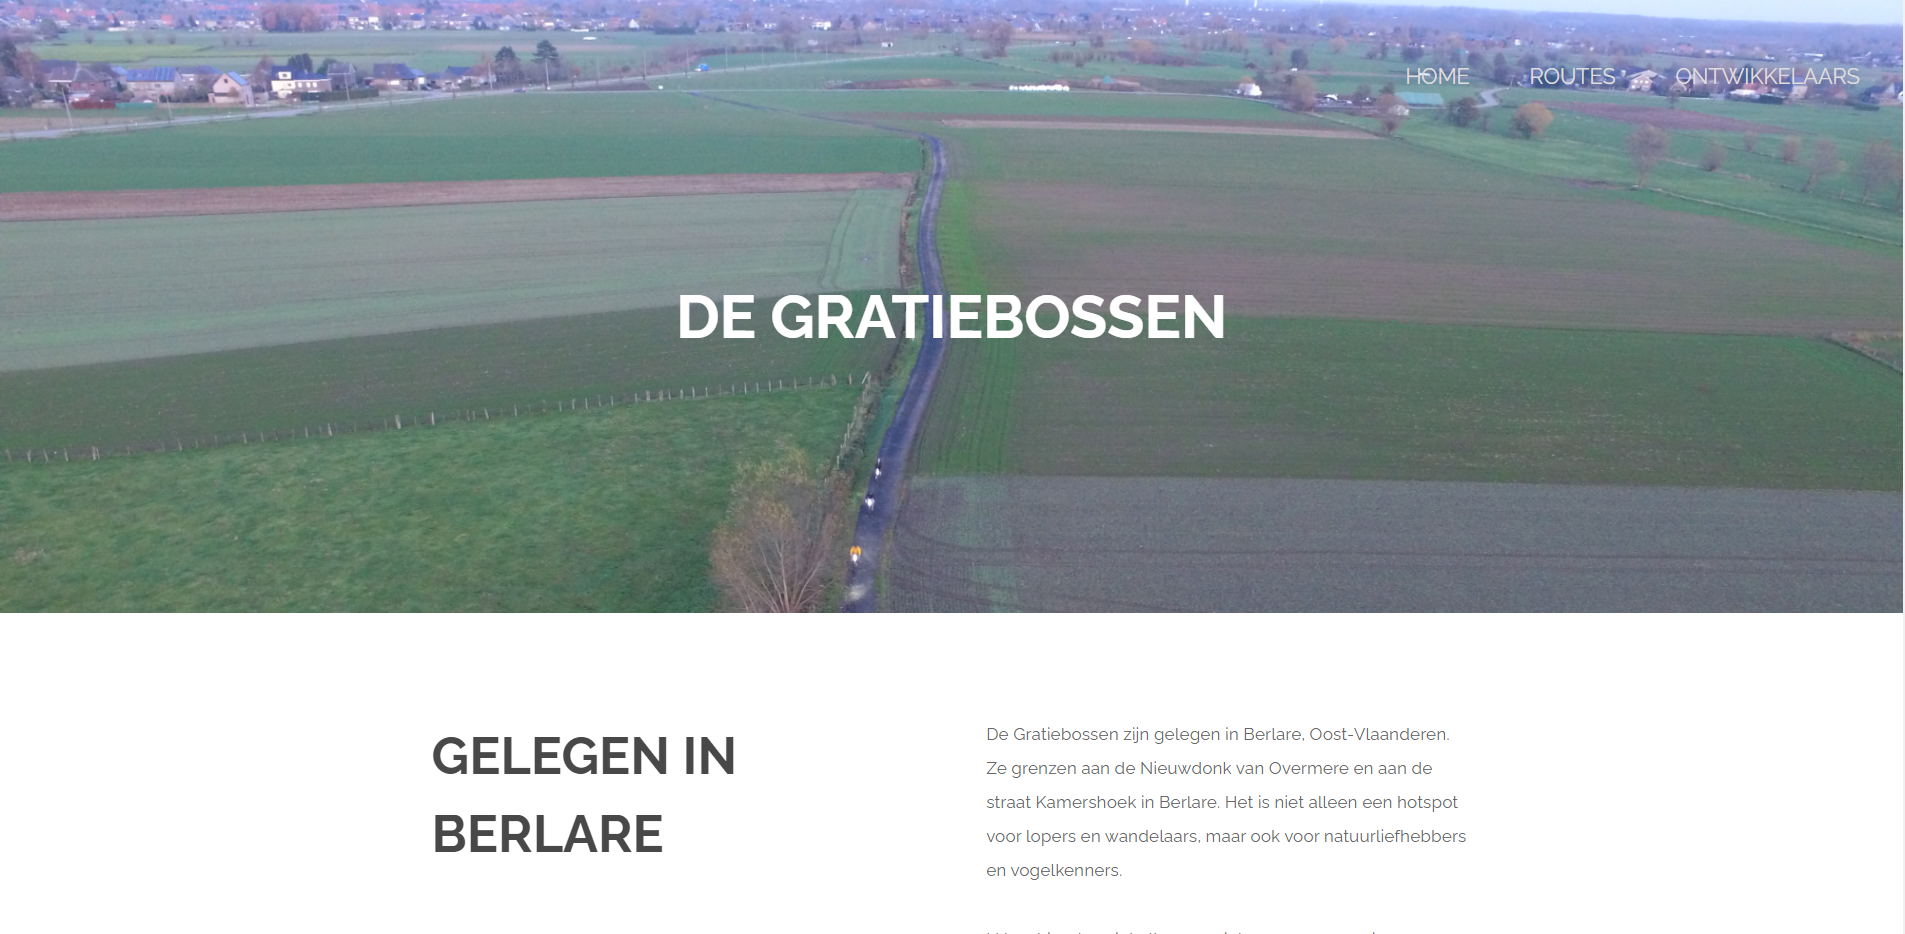 HOME ROUTES ONTWIKKELAARS
DE GRATIEBOSSEN
GELEGEN IN
BERLARE
De Gratiebossen zijn gelegen in Berlare, Oost-Vlaanderen.
Ze grenzen aan de Nieuwdonk van Overmere en aan de
straat Kamershoek in Berlare. Het is niet alleen een hotspot
voor lopers en wandelaars, maar ook voor natuurliefhebbers
en vogelkenners.